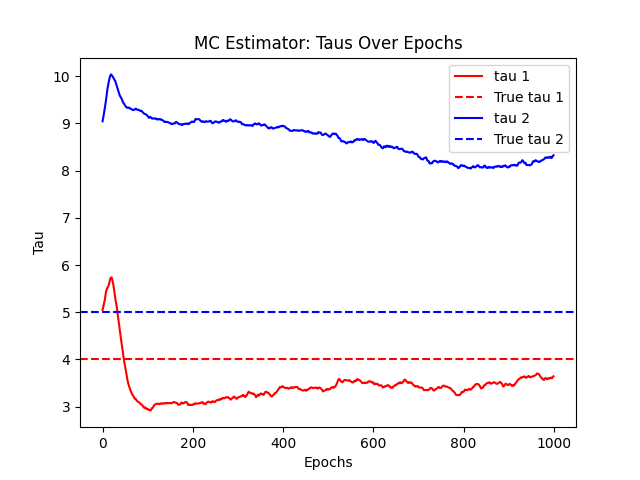 MC Estimator: Taus Over Epochs
tau 1
True tau 1
tau 2
True tau 2
10
9
8
7
6
5
4
3
Tau
0 200 400 600 800 1000
Epochs